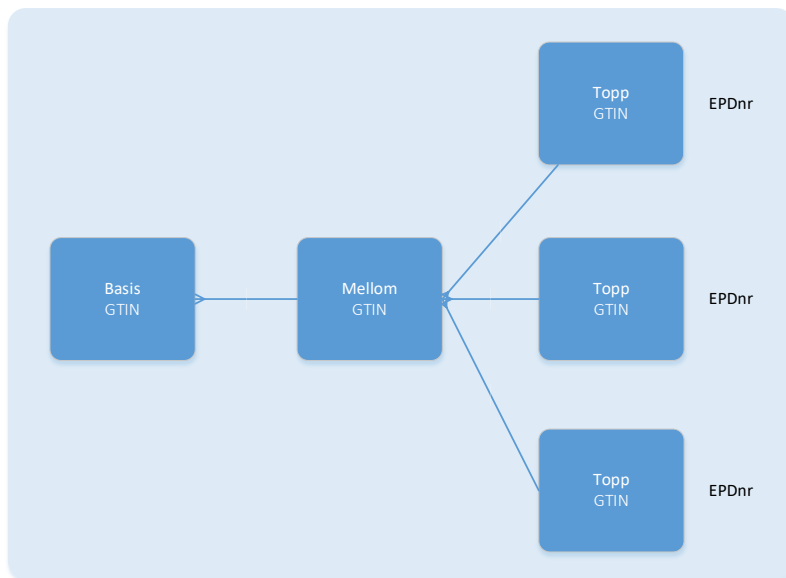 Topp
GTIN
EPDnr
Basis
GTIN
Mellom
GTIN
Topp
GTIN
EPDnr
Topp
GTIN
EPDnr